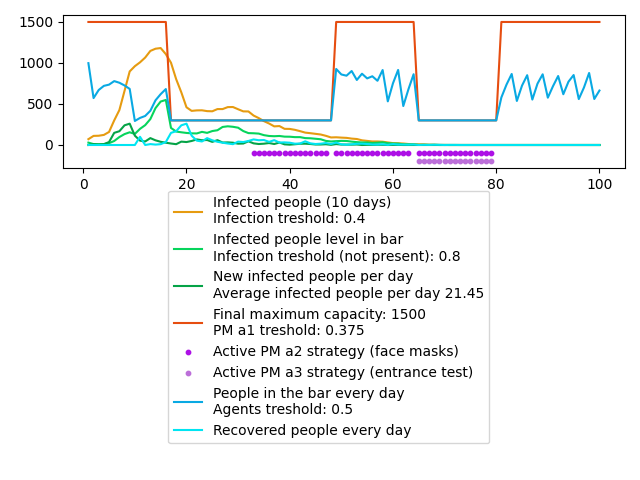 1500
1000
500
0
0 20 40 60 80 100
Infected people (10 days)
Infection treshold: 0.4
Infected people level in bar
Infection treshold (not present): 0.8
New infected people per day
Average infected people per day 21.45
Final maximum capacity: 1500
PM a1 treshold: 0.375
Active PM a2 strategy (face masks)
Active PM a3 strategy (entrance test)
People in the bar every day
Agents treshold: 0.5
Recovered people every day